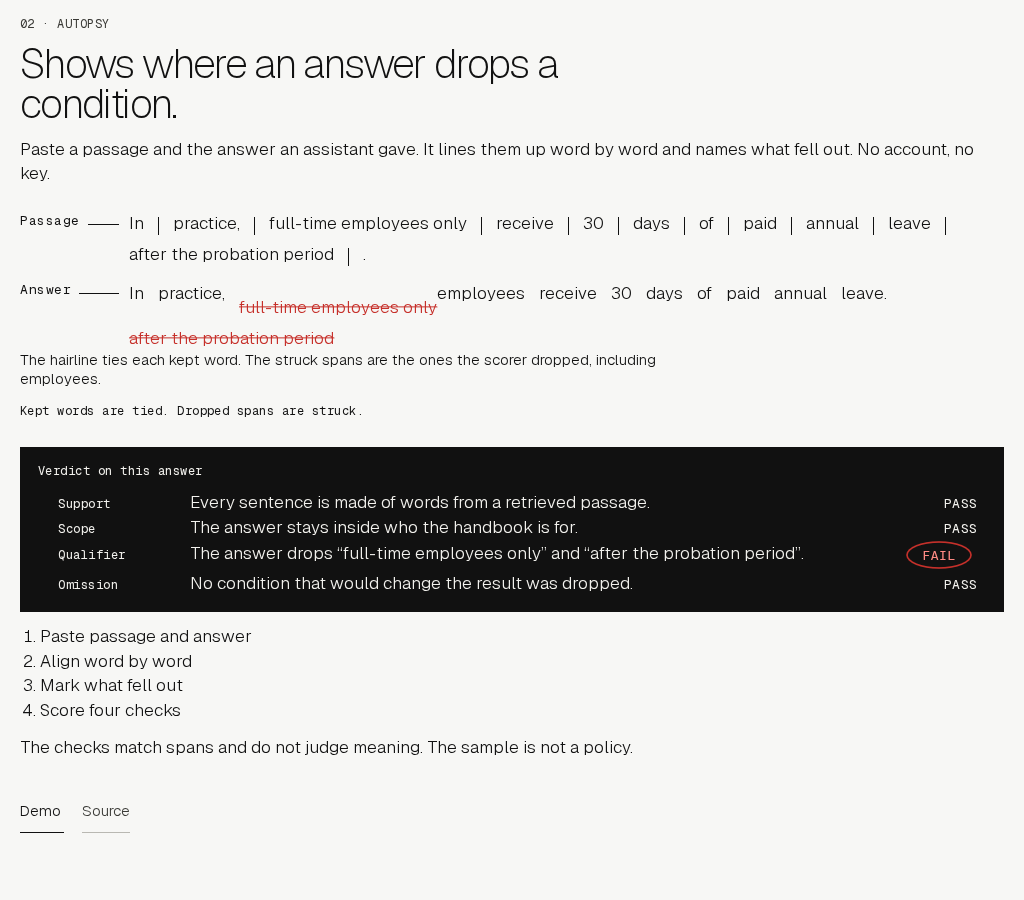 02 · AUTOPSY
Shows where an answer drops a
condition.
Paste a passage and the answer an assistant gave. It lines them up word by word and names what fell out. No account, no
key.
Passage In | practice, | full-time employees only | receive | 30 | days | of | paid | annual | leave |
after the probation period | .
Answer In practice, full-time employees only employees receive 30 days of paid annual leave.
after the probation period
The hairline ties each kept word. The struck spans are the ones the scorer dropped, including
employees.
Kept words are tied. Dropped spans are struck.
Verdict on this answer
Support Every sentence is made of words from a retrieved passage. PASS
Scope The answer stays inside who the handbook is for. PASS
Qualifier The answer drops “full-time employees only” and “after the probation period”. FAIL
Omission No condition that would change the result was dropped. PASS
1. Paste passage and answer
2. Align word by word
3. Mark what fell out
4. Score four checks
The checks match spans and do not judge meaning. The sample is not a policy.
Demo Source